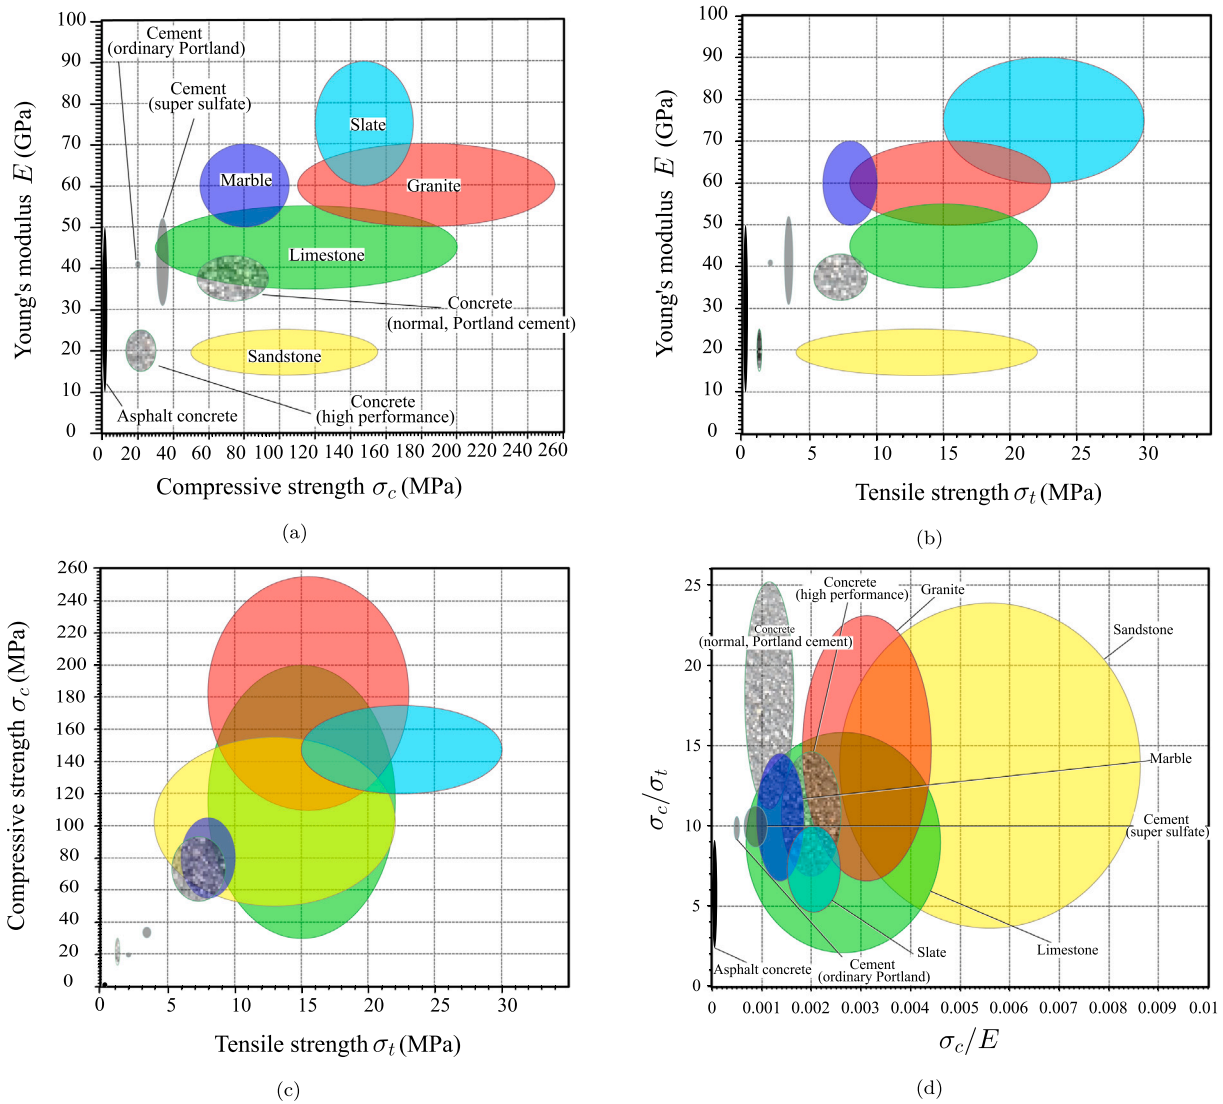 100
90
80
70
60
50
40
30
20
10
0
Young's modulus E (GPa)
Cement
(ordinary Portland)
Cement
(super sulfate)
Slate
Marble
Granite
Limestone
Concrete
(normal, Portland cement)
Sandstone
Concrete
(high performance)
Asphalt concrete
0 20 40 60 80 100 120 140 160 180 200 220 240 260
Compressive strength σc (MPa)
(a)
100
90
80
70
60
50
40
30
20
10
0
Young's modulus E (GPa)
0 5 10 15 20 25 30
Tensile strength σt (MPa)
(b)
260
240
220
200
180
160
140
120
100
80
60
40
20
0
Compressive strength σc (MPa)
5 10 15 20 25 30
Tensile strength σt (MPa)
(c)
25
20
15
10
5
0
σc/σt
Concrete
(high performance)
Granite
Concrete
(normal, Portland cement)
Sandstone
Marble
Cement
(super sulfate)
Limestone
Slate
Cement
(ordinary Portland)
Asphalt concrete
0 0.001 0.002 0.003 0.004 0.005 0.006 0.007 0.008 0.009 0.01
σc/E
(d)